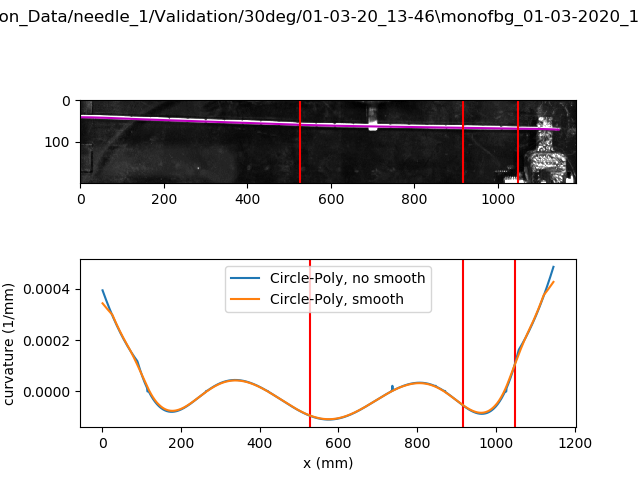 on_Data/needle_1/Validation/30deg/01-03-20_13-46\monofbg_01-03-2020_1
0
100
0 200 400 600 800 1000
Circle-Poly, no smooth
Circle-Poly, smooth
0.0004
0.0002
0.0000
curvature (1/mm)
0 200 400 600 800 1000 1200
x (mm)